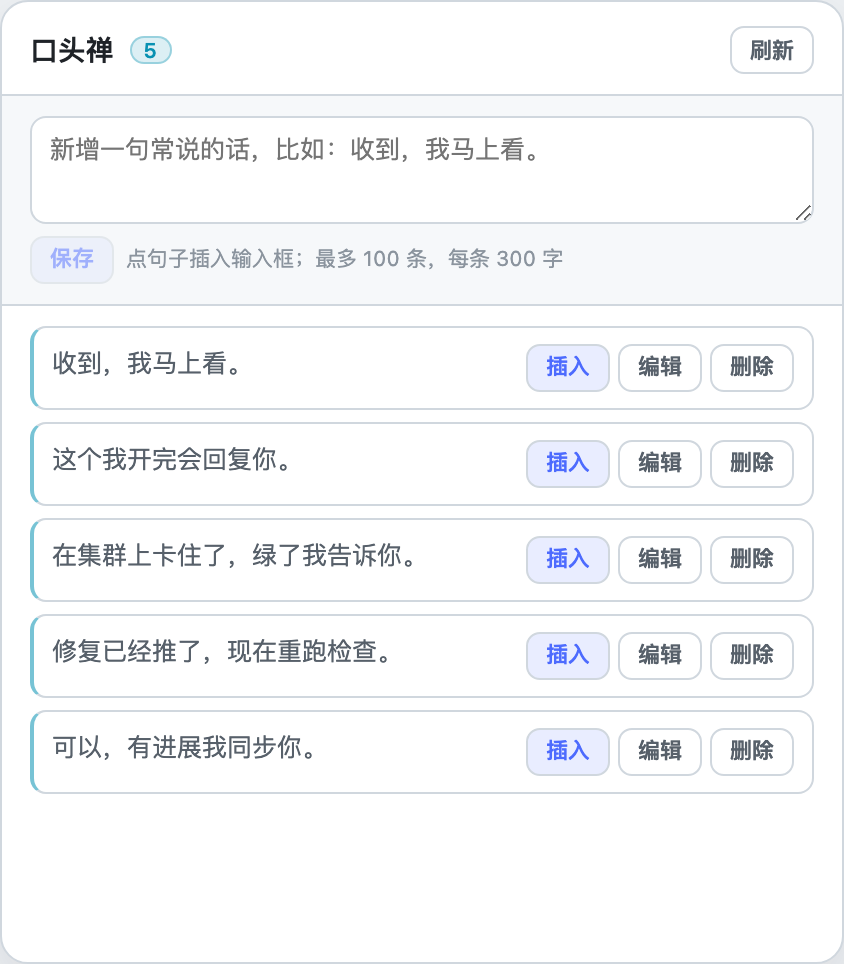 口头禅 5 刷新
新增一句常说的话，比如：收到，我马上看。
保存 点句子插入输入框；最多 100 条，每条 300 字
收到，我马上看。 插入 编辑 删除
这个我开完会回复你。 插入 编辑 删除
在集群上卡住了，绿了我告诉你。 插入 编辑 删除
修复已经推了，现在重跑检查。 插入 编辑 删除
可以，有进展我同步你。 插入 编辑 删除